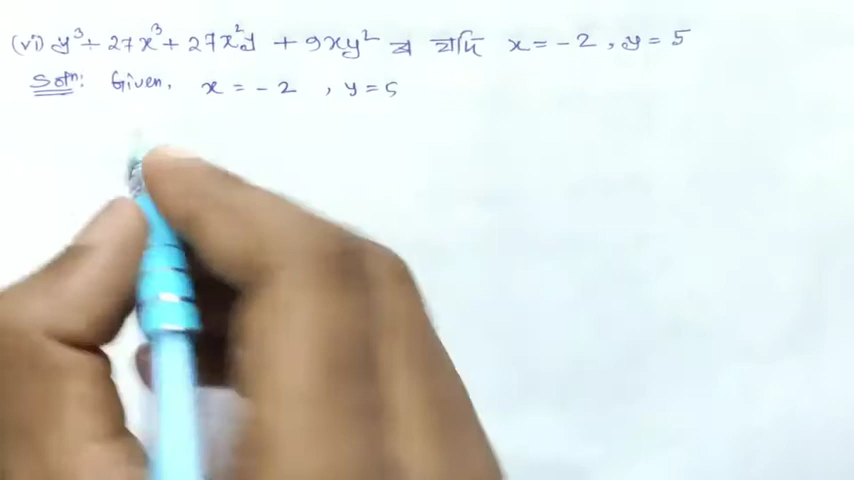 (vi) y³ + 27x³ + 27x²y + 9xy² ৰ যদি x = -2, y = 5
Soln: Given, x = -2, y = 5